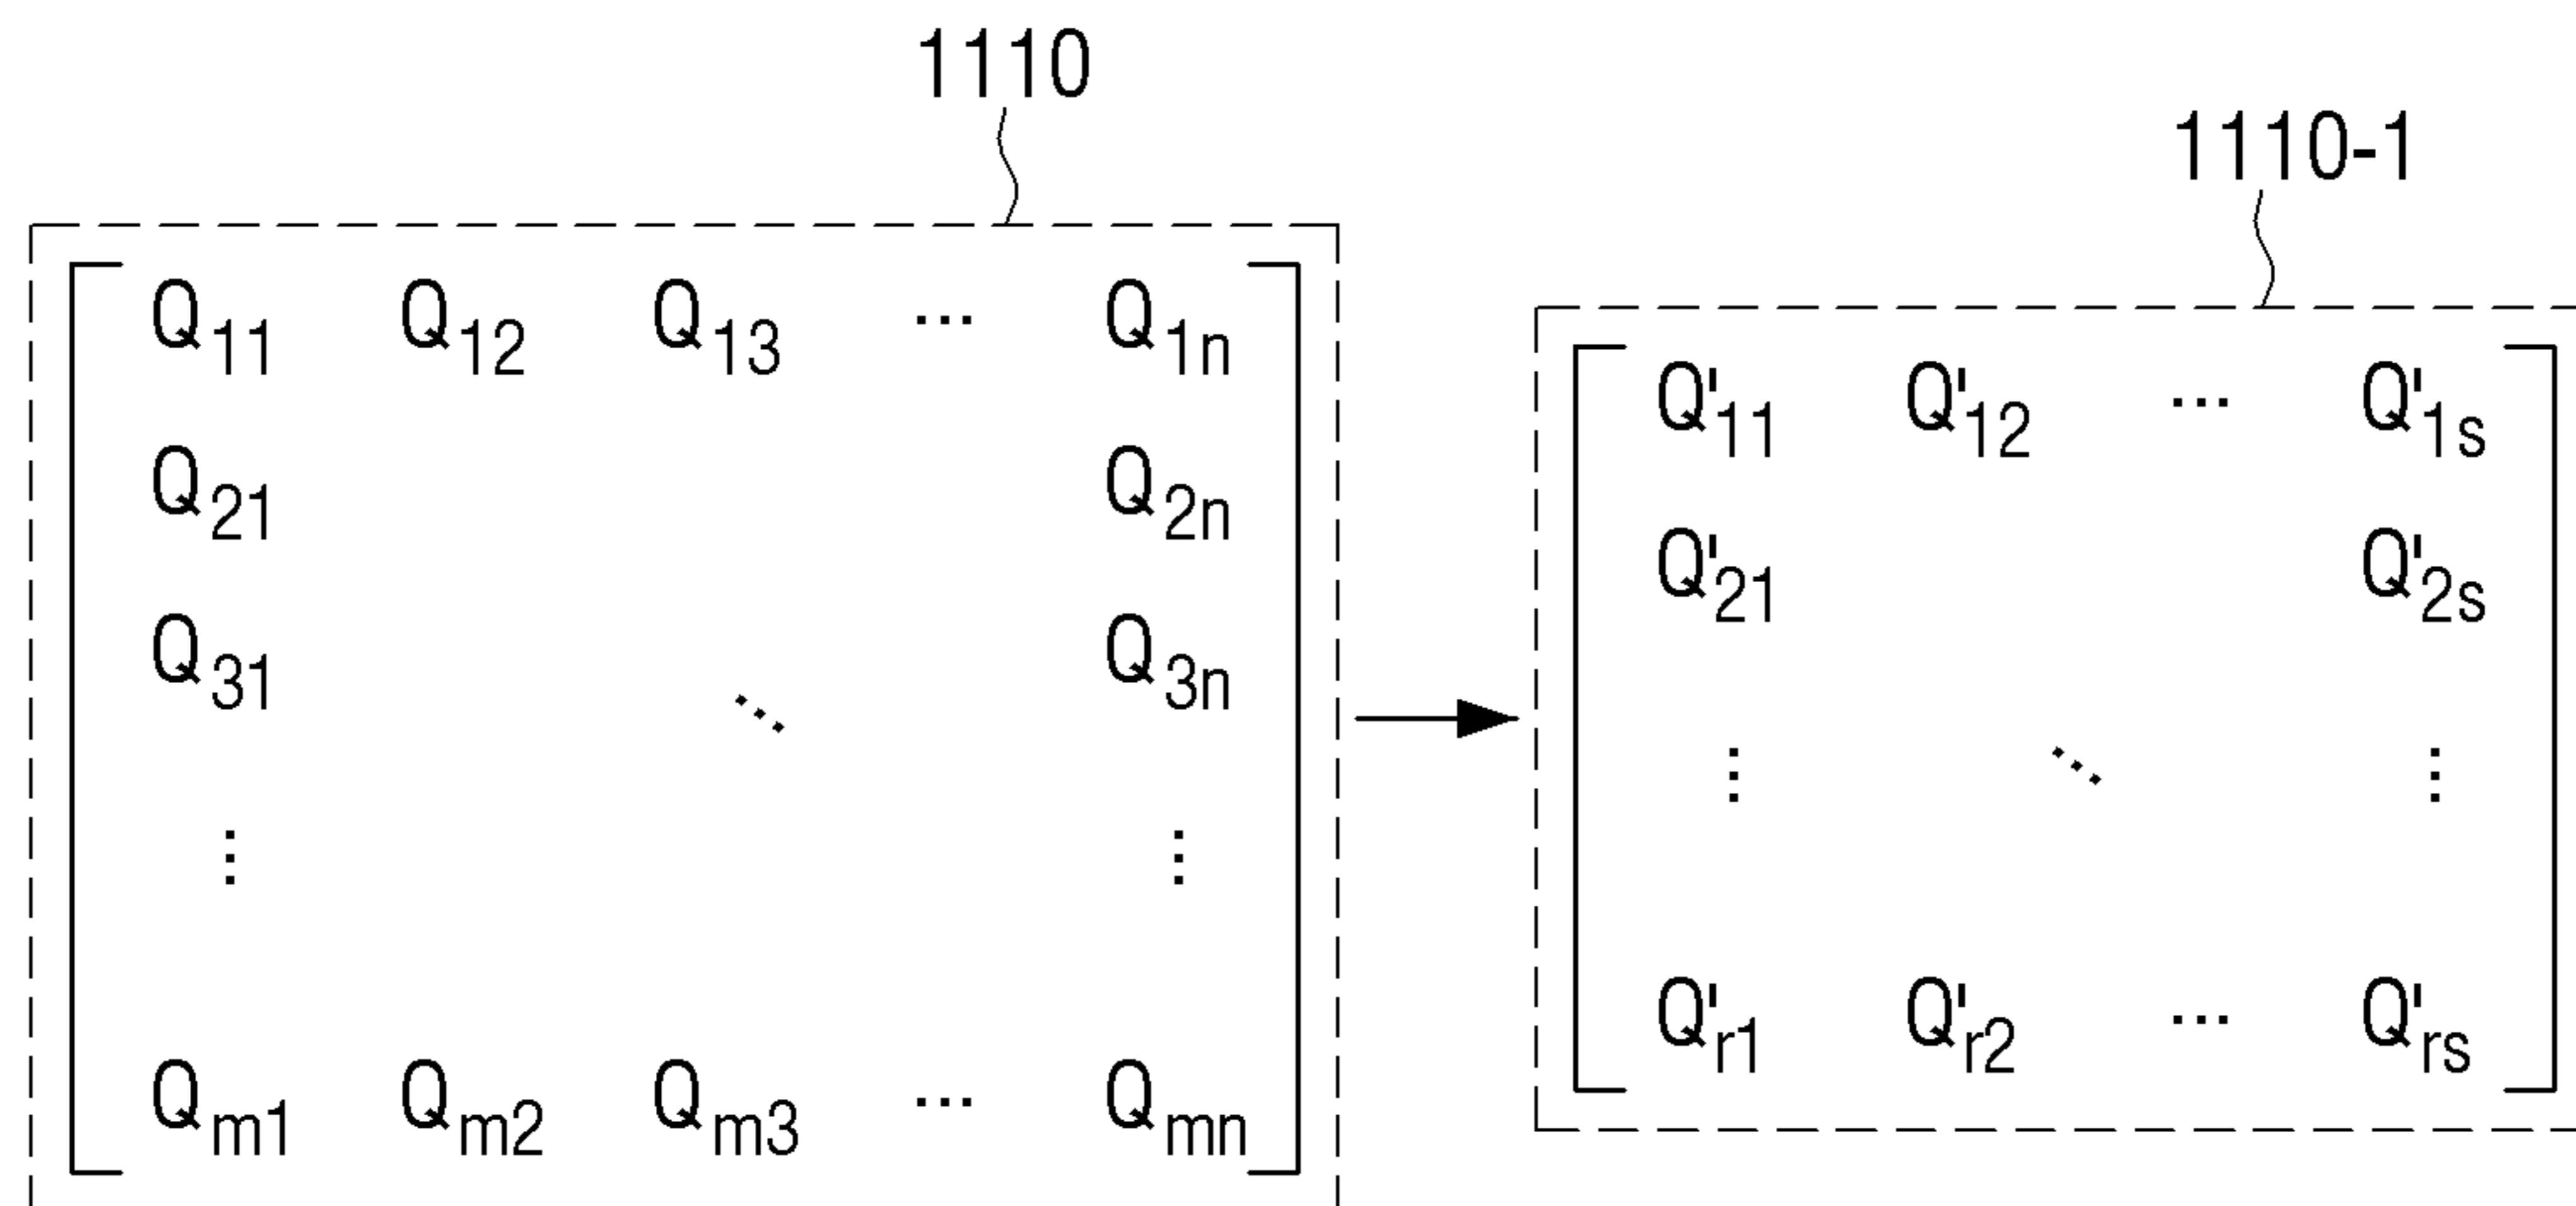 1110
1110-1
Q11 Q12 Q13 ... Q1n
Q21 Q2n
Q31 Q3n
⋱
⋮ ⋮
Qm1 Qm2 Qm3 ... Qmn
Q'11 Q'12 ... Q'1s
Q'21 Q'2s
⋮ ⋱ ⋮
Q'r1 Q'r2 ... Q'rs